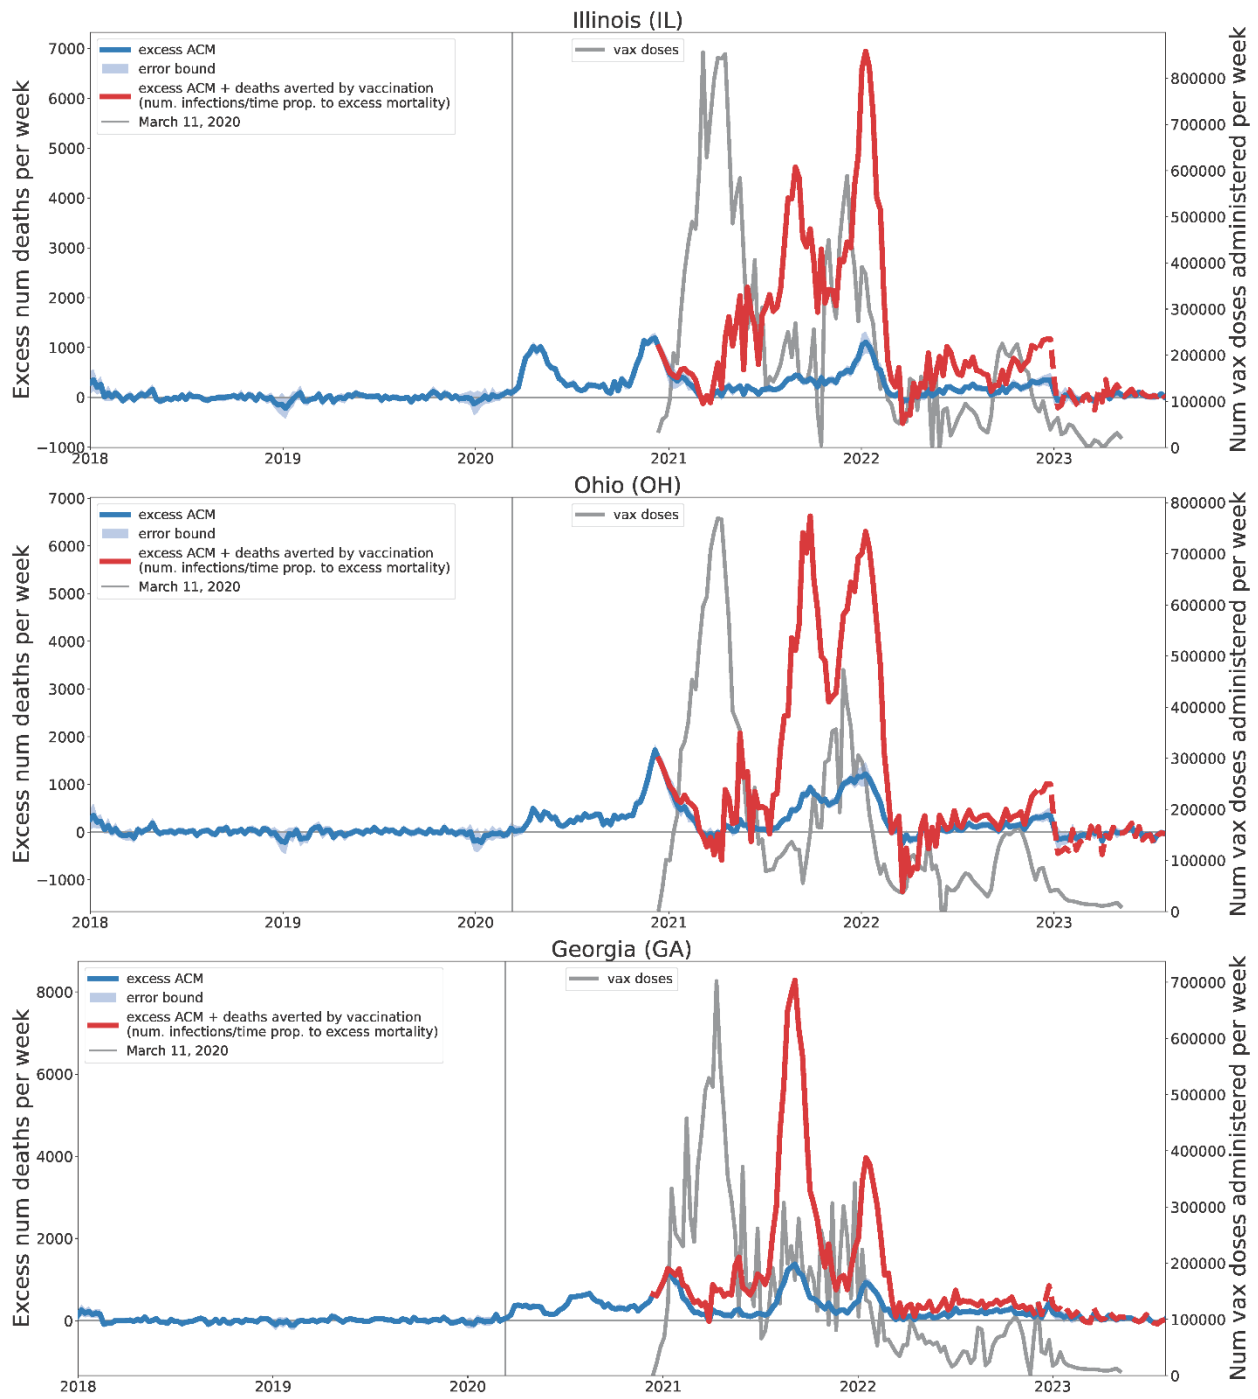 Illinois (IL)
Excess num deaths per week
7000
6000
5000
4000
3000
2000
1000
0
−1000
excess ACM
error bound
excess ACM + deaths averted by vaccination
(num. infections/time prop. to excess mortality)
March 11, 2020
vax doses
800000
700000
600000
500000
400000
300000
200000
100000
0
Num vax doses administered per week
2018
2019
2020
2021
2022
2023
Ohio (OH)
Excess num deaths per week
7000
6000
5000
4000
3000
2000
1000
0
−1000
excess ACM
error bound
excess ACM + deaths averted by vaccination
(num. infections/time prop. to excess mortality)
March 11, 2020
vax doses
800000
700000
600000
500000
400000
300000
200000
100000
0
Num vax doses administered per week
2018
2019
2020
2021
2022
2023
Georgia (GA)
Excess num deaths per week
8000
6000
4000
2000
0
excess ACM
error bound
excess ACM + deaths averted by vaccination
(num. infections/time prop. to excess mortality)
March 11, 2020
vax doses
700000
600000
500000
400000
300000
200000
100000
0
Num vax doses administered per week
2018
2019
2020
2021
2022
2023